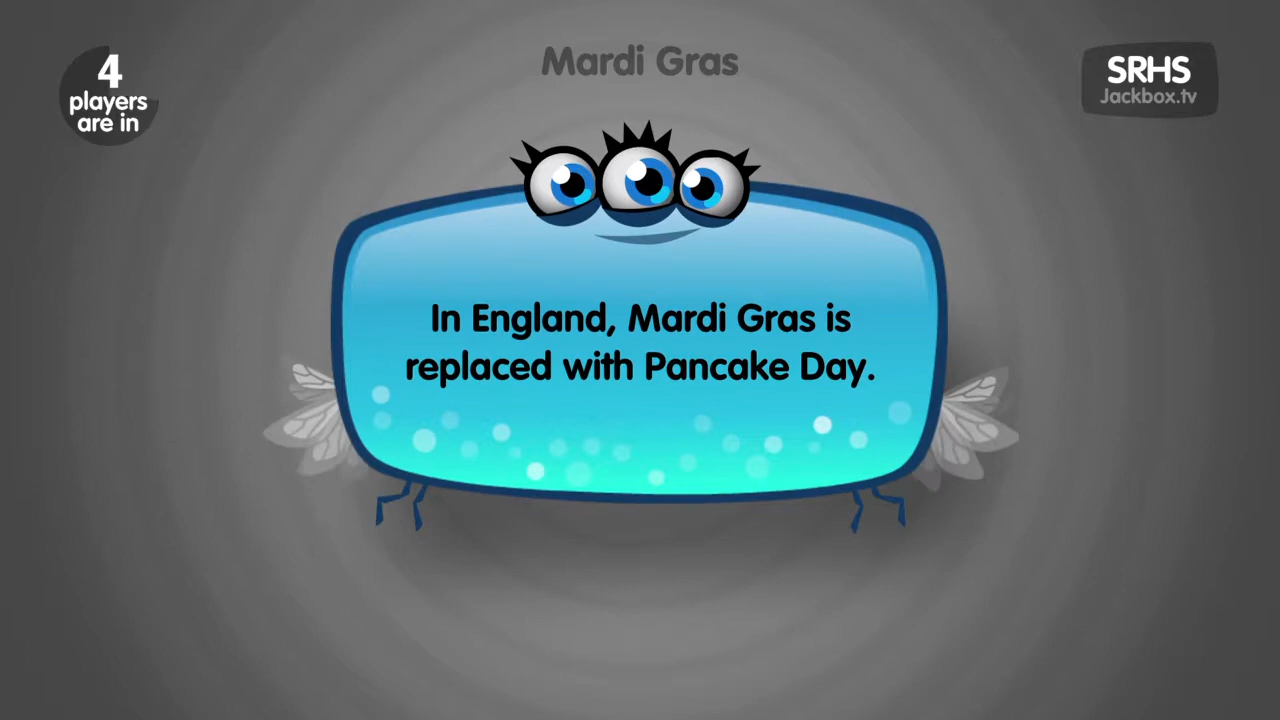 Mardi Gras
4
players
are in
SRHS
Jackbox.tv
In England, Mardi Gras is
replaced with Pancake Day.